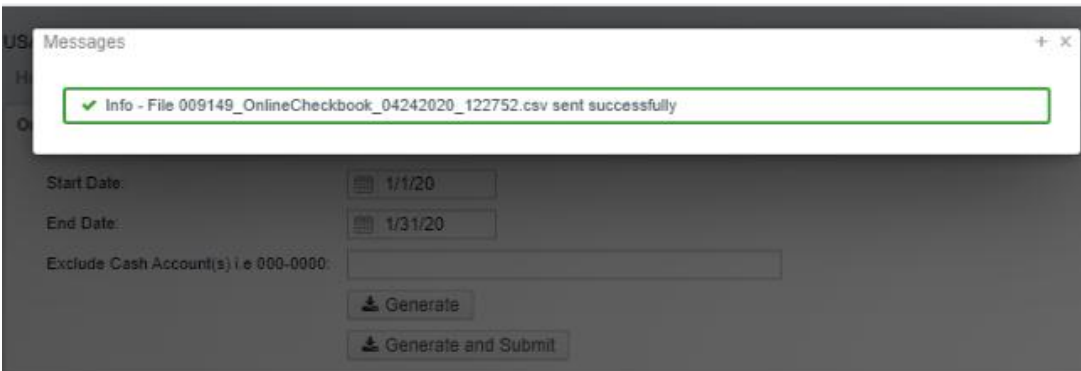 Messages
Info - File 009149_OnlineCheckbook_04242020_122752.csv sent successfully
Start Date: 1/1/20
End Date: 1/31/20
Exclude Cash Account(s) i.e 000-0000:
Generate
Generate and Submit